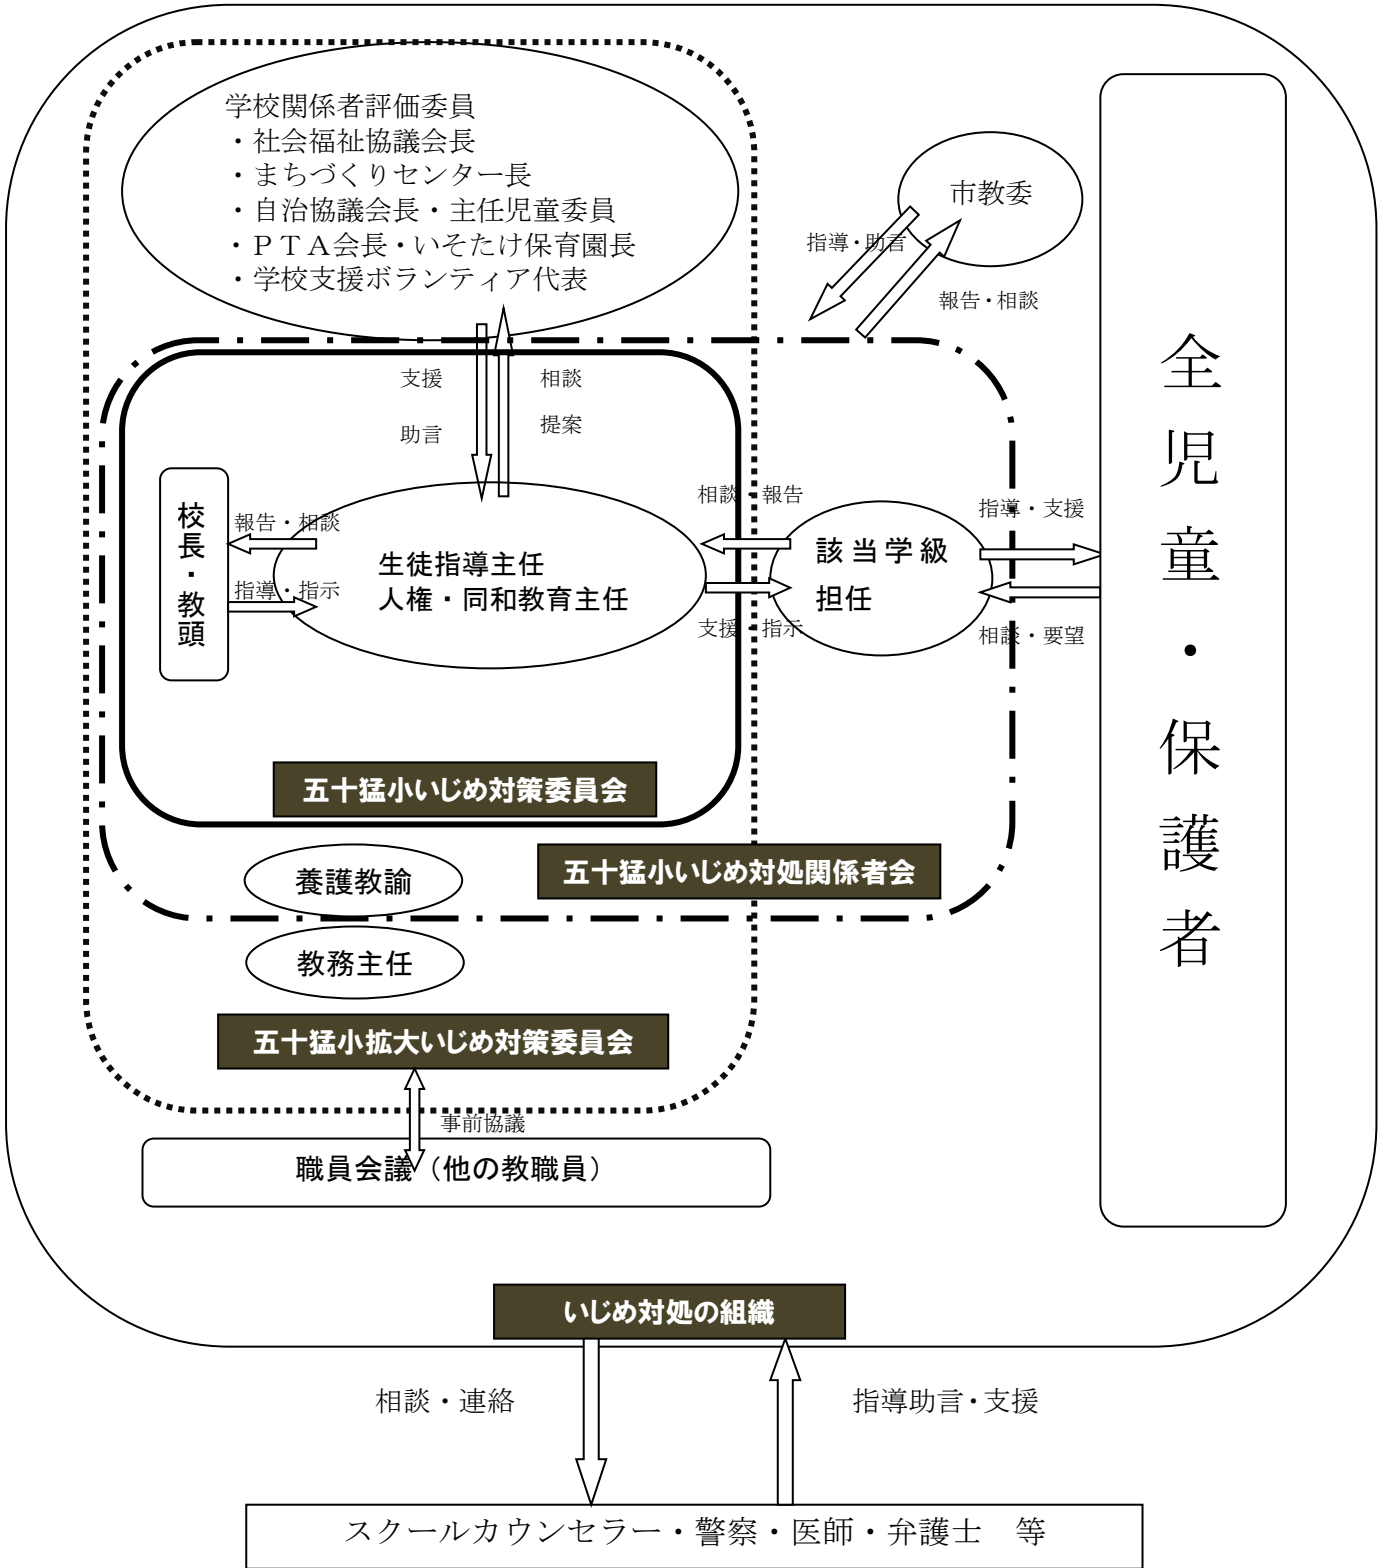 学校関係者評価委員
・社会福祉協議会長
・まちづくりセンター長
・自治協議会長・主任児童委員
・ＰＴＡ会長・いそたけ保育園長
・学校支援ボランティア代表
市教委
指導・助言
報告・相談
支援
助言
相談
提案
校長・教頭
報告・相談
指導・指示
生徒指導主任
人権・同和教育主任
相談・報告
支援・指示
該当学級
担任
指導・支援
相談・要望
全児童・保護者
五十猛小いじめ対策委員会
五十猛小いじめ対処関係者会
養護教諭
教務主任
五十猛小拡大いじめ対策委員会
事前協議
職員会議（他の教職員）
いじめ対処の組織
相談・連絡
指導助言・支援
スクールカウンセラー・警察・医師・弁護士　等